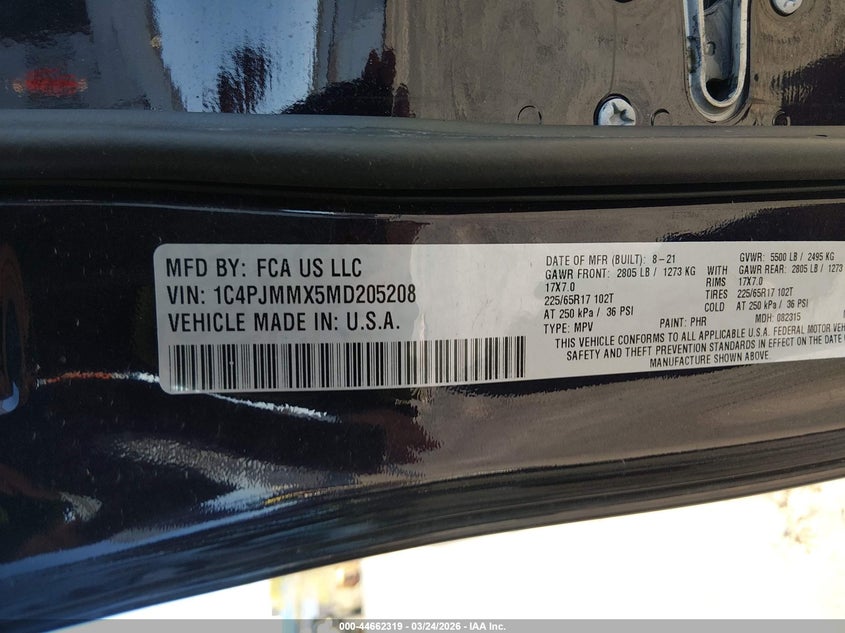 MFD BY: FCA US LLC
VIN: 1C4PJMMX5MD205208
VEHICLE MADE IN: U.S.A.
DATE OF MFR (BUILT): 8-21 GVWR: 5500 LB / 2495 KG
GAWR FRONT: 2805 LB / 1273 KG WITH GAWR REAR: 2805 LB / 1273
17X7.0 RIMS 17X7.0
225/65R17 102T TIRES 225/65R17 102T
AT 250 kPa / 36 PSI COLD AT 250 kPa / 36 PSI
TYPE: MPV PAINT: PHR MDH: 082315
THIS VEHICLE CONFORMS TO ALL APPLICABLE U.S.A. FEDERAL MOTOR
SAFETY AND THEFT PREVENTION STANDARDS IN EFFECT ON THE DATE
MANUFACTURE SHOWN ABOVE.
000-44662319 - 03/24/2026 - IAA Inc.